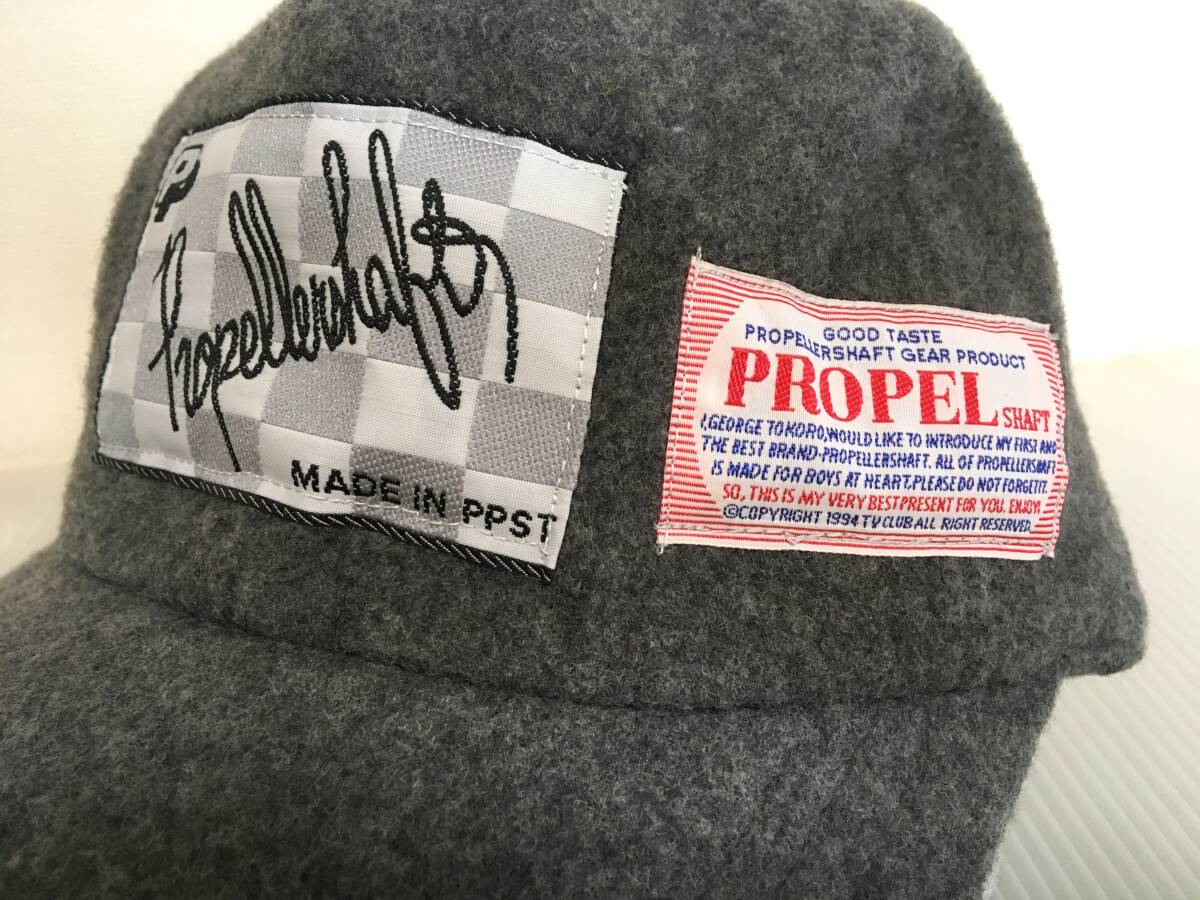 P
Propellershaft
MADE IN PPST
GOOD TASTE
PROPELLERSHAFT GEAR PRODUCT
PROPEL SHAFT
I,GEORGE TOKORO,WOULD LIKE TO INTRODUCE MY FIRST AND
THE BEST BRAND-PROPELLERSHAFT. ALL OF PROPELLERSHAFT
IS MADE FOR BOYS AT HEART.PLEASE DO NOT FORGET IT.
SO, THIS IS MY VERY BEST PRESENT FOR YOU. ENJOY!
©COPYRIGHT 1994 TV CLUB ALL RIGHT RESERVED.